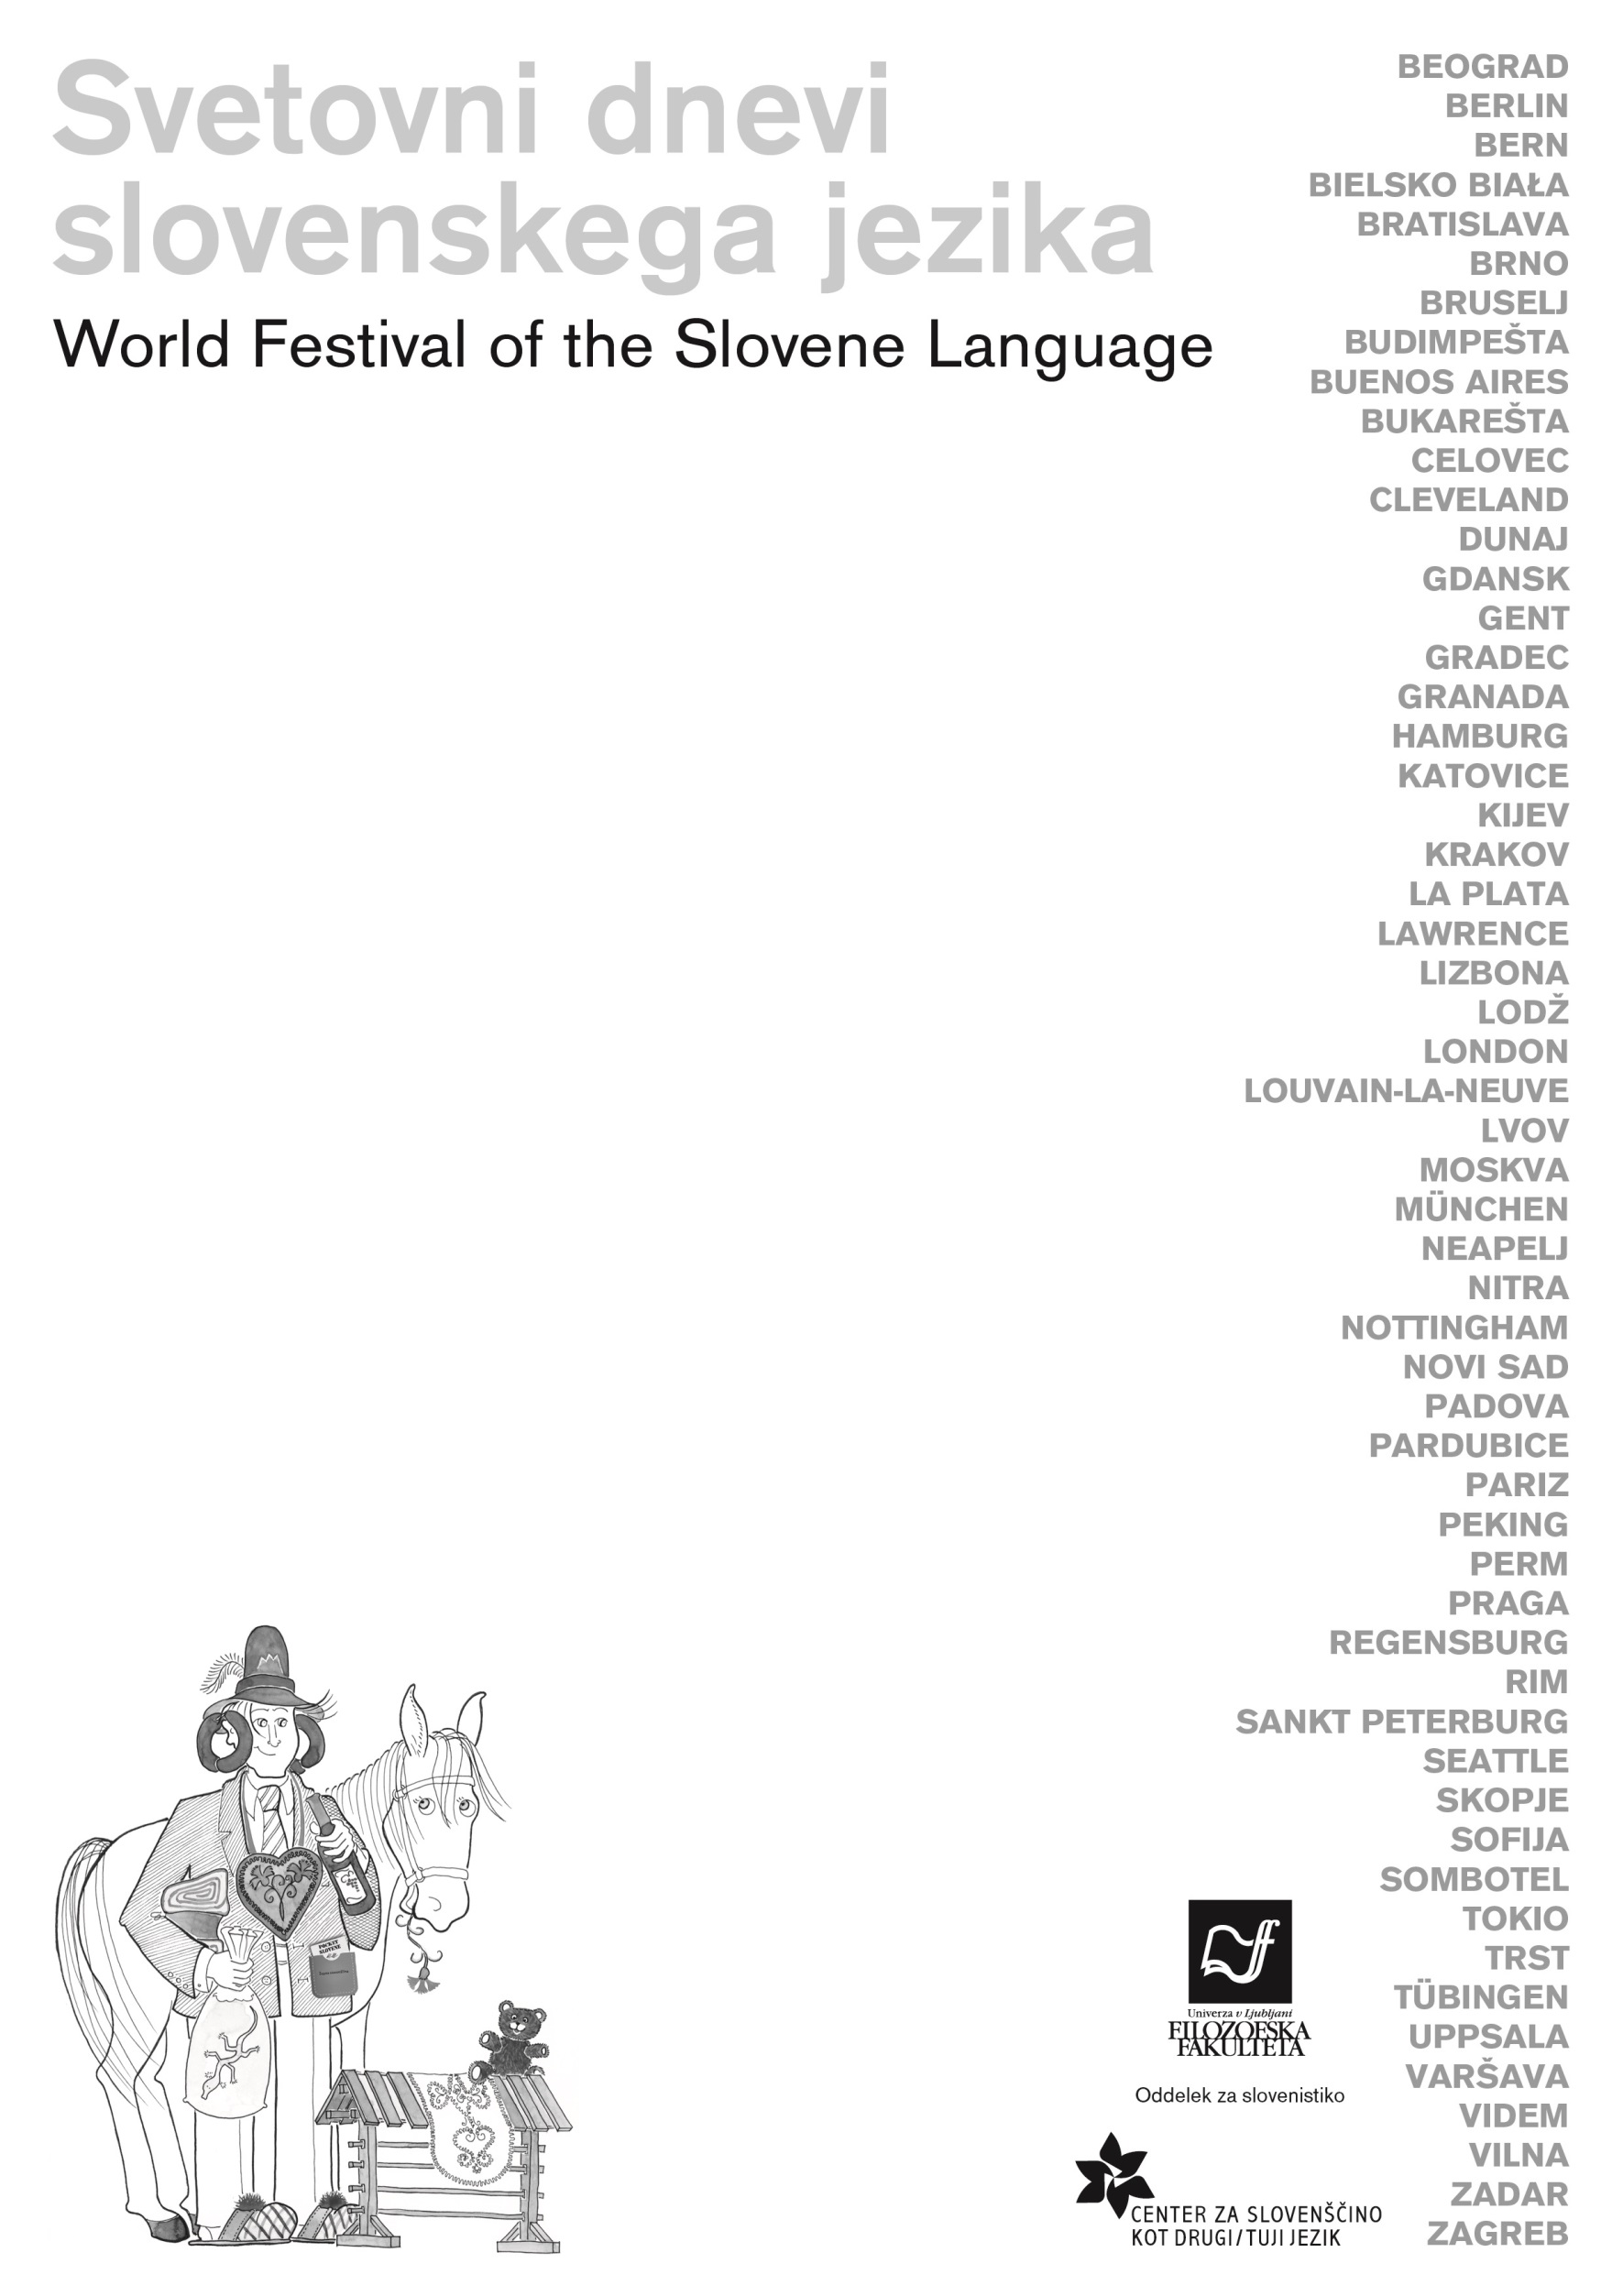 Svetovni dnevi
slovenskega jezika
World Festival of the Slovene Language
BEOGRAD
BERLIN
BERN
BIELSKO BIAŁA
BRATISLAVA
BRNO
BRUSELJ
BUDIMPEŠTA
BUENOS AIRES
BUKAREŠTA
CELOVEC
CLEVELAND
DUNAJ
GDANSK
GENT
GRADEC
GRANADA
HAMBURG
KATOVICE
KIJEV
KRAKOV
LA PLATA
LAWRENCE
LIZBONA
LODŽ
LONDON
LOUVAIN-LA-NEUVE
LVOV
MOSKVA
MÜNCHEN
NEAPELJ
NITRA
NOTTINGHAM
NOVI SAD
PADOVA
PARDUBICE
PARIZ
PEKING
PERM
PRAGA
REGENSBURG
RIM
SANKT PETERBURG
SEATTLE
SKOPJE
SOFIJA
SOMBOTEL
TOKIO
TRST
TÜBINGEN
UPPSALA
VARŠAVA
VIDEM
VILNA
ZADAR
ZAGREB
POCKET
SLOVENE
Univerza v Ljubljani
FILOZOFSKA
FAKULTETA
Oddelek za slovenistiko
CENTER ZA SLOVENŠČINO
KOT DRUGI/TUJI JEZIK